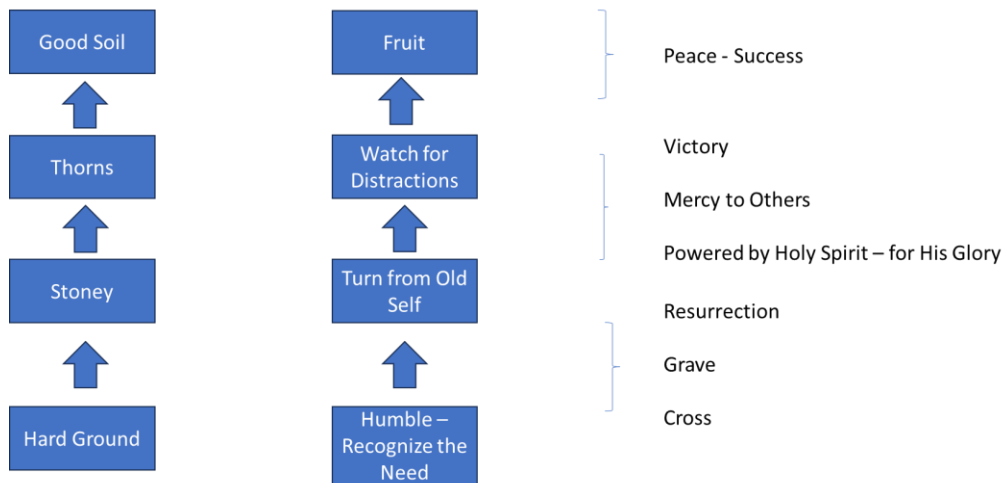 Good Soil
Fruit
Peace - Success
Thorns
Watch for
Distractions
Victory
Mercy to Others
Powered by Holy Spirit – for His Glory
Stoney
Turn from Old
Self
Resurrection
Grave
Cross
Hard Ground
Humble –
Recognize the
Need